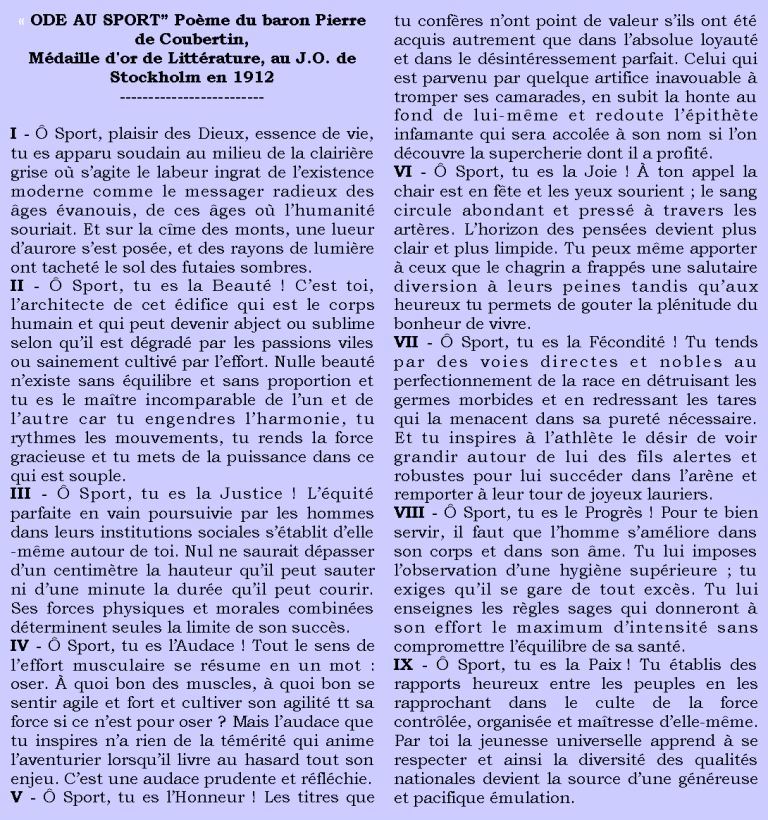 « ODE AU SPORT” Poème du baron Pierre
de Coubertin,
Médaille d'or de Littérature, au J.O. de
Stockholm en 1912
--------------------------
I - Ô Sport, plaisir des Dieux, essence de vie,
tu es apparu soudain au milieu de la clairière
grise où s’agite le labeur ingrat de l’existence
moderne comme le messager radieux des
âges évanouis, de ces âges où l’humanité
souriait. Et sur la cîme des monts, une lueur
d’aurore s’est posée, et des rayons de lumière
ont tacheté le sol des futaies sombres.
II - Ô Sport, tu es la Beauté ! C’est toi,
l’architecte de cet édifice qui est le corps
humain et qui peut devenir abject ou sublime
selon qu’il est dégradé par les passions viles
ou sainement cultivé par l’effort. Nulle beauté
n’existe sans équilibre et sans proportion et
tu es le maître incomparable de l’un et de
l’autre car tu engendres l’harmonie, tu
rythmes les mouvements, tu rends la force
gracieuse et tu mets de la puissance dans ce
qui est souple.
III - Ô Sport, tu es la Justice ! L’équité
parfaite en vain poursuivie par les hommes
dans leurs institutions sociales s’établit d’elle
-même autour de toi. Nul ne saurait dépasser
d’un centimètre la hauteur qu’il peut sauter
ni d’une minute la durée qu’il peut courir.
Ses forces physiques et morales combinées
déterminent seules la limite de son succès.
IV - Ô Sport, tu es l’Audace ! Tout le sens de
l’effort musculaire se résume en un mot :
oser. À quoi bon des muscles, à quoi bon se
sentir agile et fort et cultiver son agilité tt sa
force si ce n’est pour oser ? Mais l’audace que
tu inspires n’a rien de la témérité qui anime
l’aventurier lorsqu’il livre au hasard tout son
enjeu. C’est une audace prudente et réfléchie.
V - Ô Sport, tu es l’Honneur ! Les titres que
tu confères n’ont point de valeur s’ils ont été
acquis autrement que dans l’absolue loyauté
et dans le désintéressement parfait. Celui qui
est parvenu par quelque artifice inavouable à
tromper ses camarades, en subit la honte au
fond de lui-même et redoute l’épithète
infamante qui sera accolée à son nom si l’on
découvre la supercherie dont il a profité.
VI - Ô Sport, tu es la Joie ! À ton appel la
chair est en fête et les yeux sourient ; le sang
circule abondant et pressé à travers les
artères. L’horizon des pensées devient plus
clair et plus limpide. Tu peux même apporter
à ceux que le chagrin a frappés une salutaire
diversion à leurs peines tandis qu’aux
heureux tu permets de gouter la plénitude du
bonheur de vivre.
VII - Ô Sport, tu es la Fécondité ! Tu tends
par des voies directes et nobles au
perfectionnement de la race en détruisant les
germes morbides et en redressant les tares
qui la menacent dans sa pureté nécessaire.
Et tu inspires à l’athlète le désir de voir
grandir autour de lui des fils alertes et
robustes pour lui succéder dans l’arène et
remporter à leur tour de joyeux lauriers.
VIII - Ô Sport, tu es le Progrès ! Pour te bien
servir, il faut que l’homme s’améliore dans
son corps et dans son âme. Tu lui imposes
l’observation d’une hygiène supérieure ; tu
exiges qu’il se gare de tout excès. Tu lui
enseignes les règles sages qui donneront à
son effort le maximum d’intensité sans
compromettre l’équilibre de sa santé.
IX - Ô Sport, tu es la Paix ! Tu établis des
rapports heureux entre les peuples en les
rapprochant dans le culte de la force
contrôlée, organisée et maîtresse d’elle-même.
Par toi la jeunesse universelle apprend à se
respecter et ainsi la diversité des qualités
nationales devient la source d’une généreuse
et pacifique émulation.